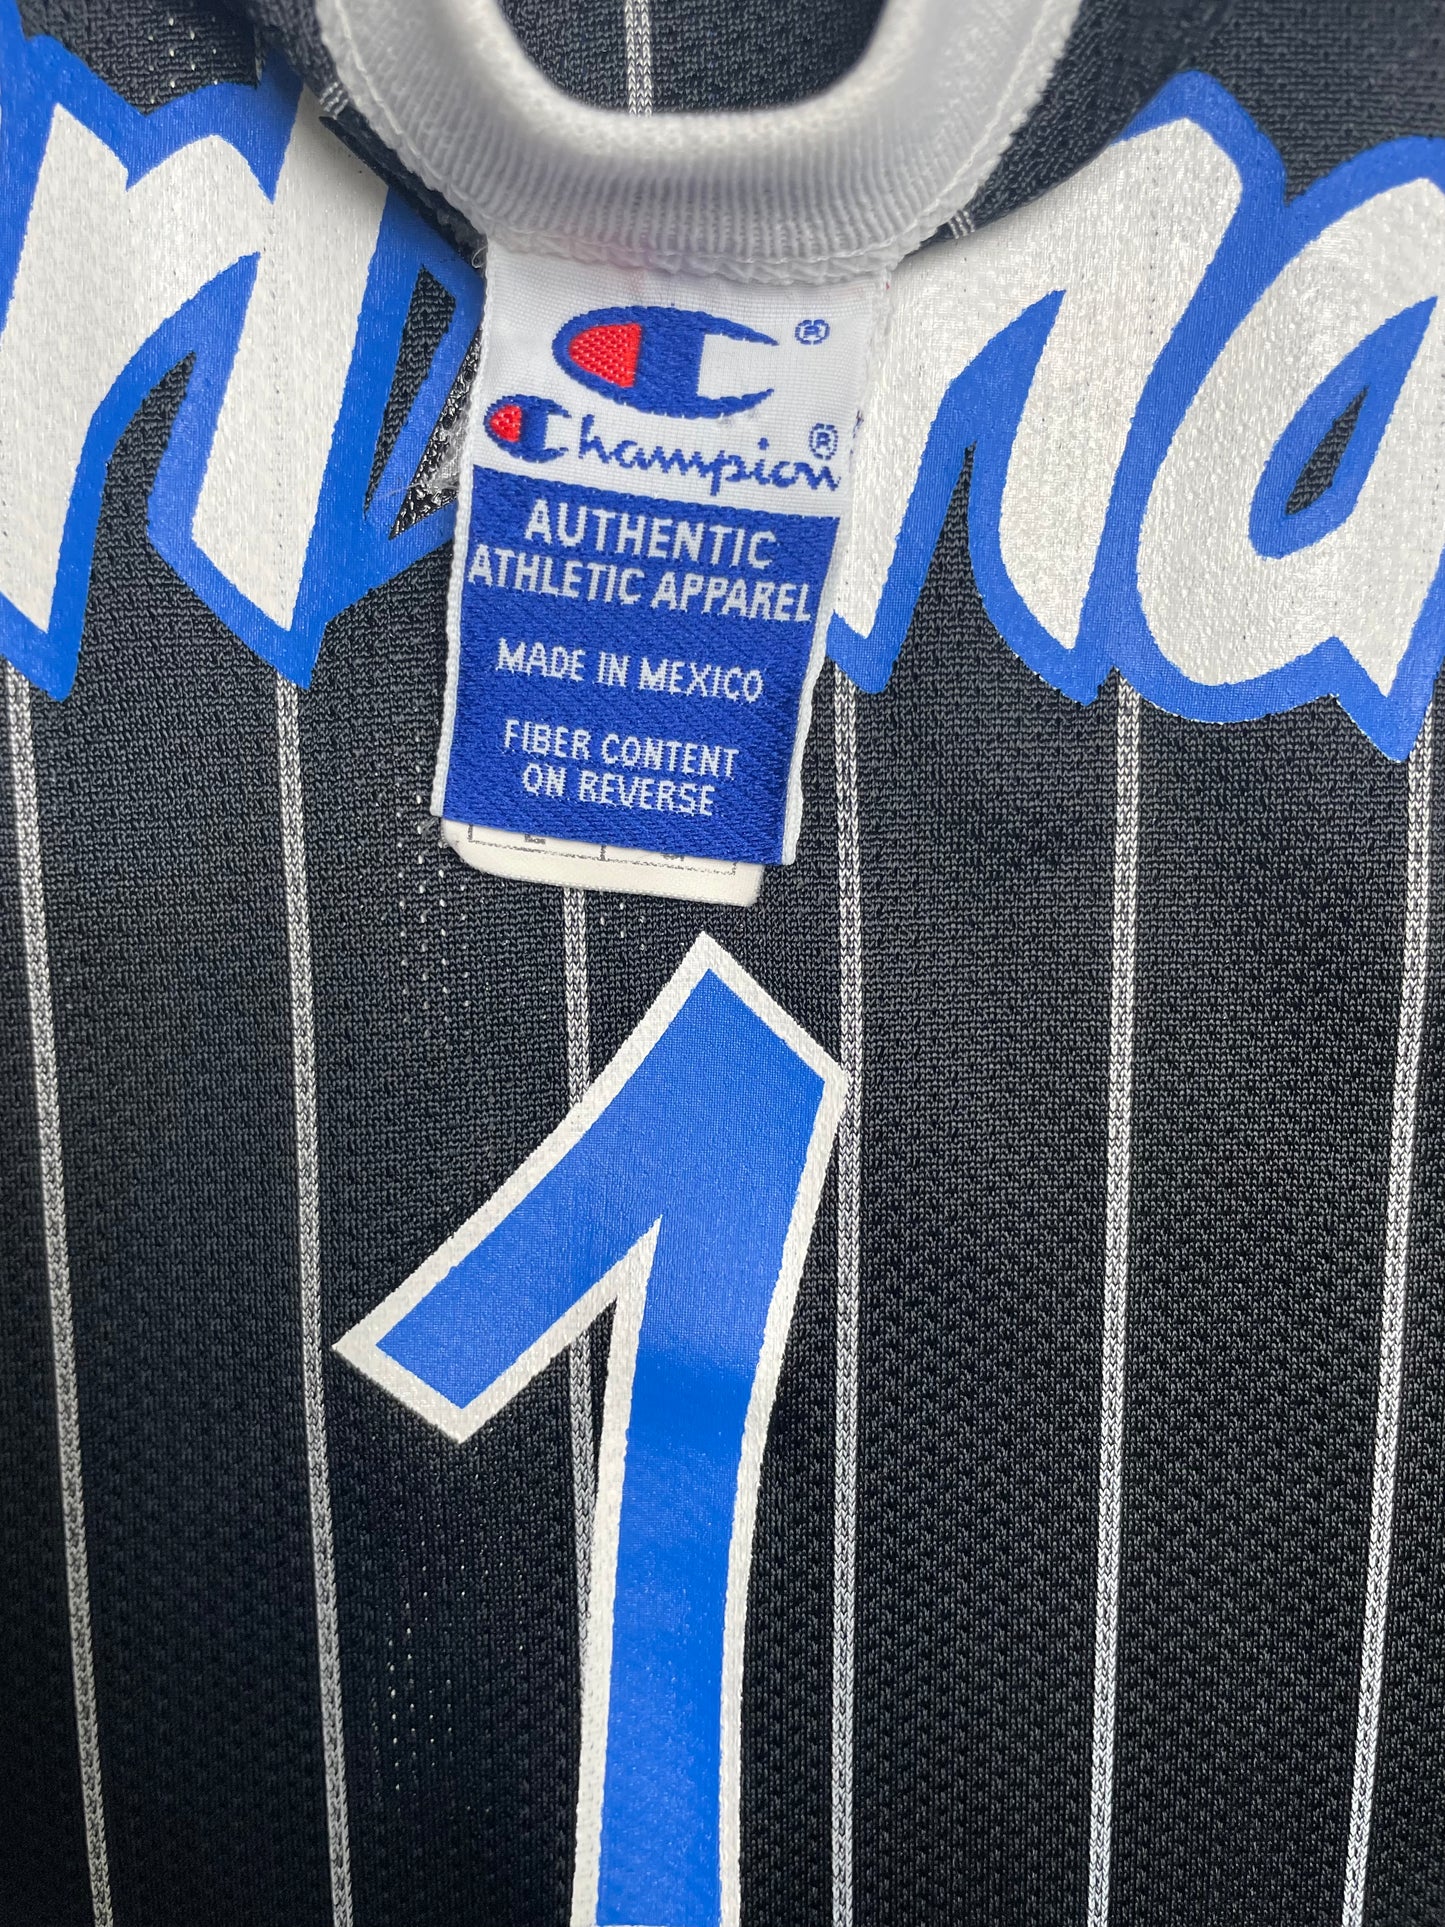 Champion
AUTHENTIC
ATHLETIC APPAREL
MADE IN MEXICO
FIBER CONTENT
ON REVERSE
1